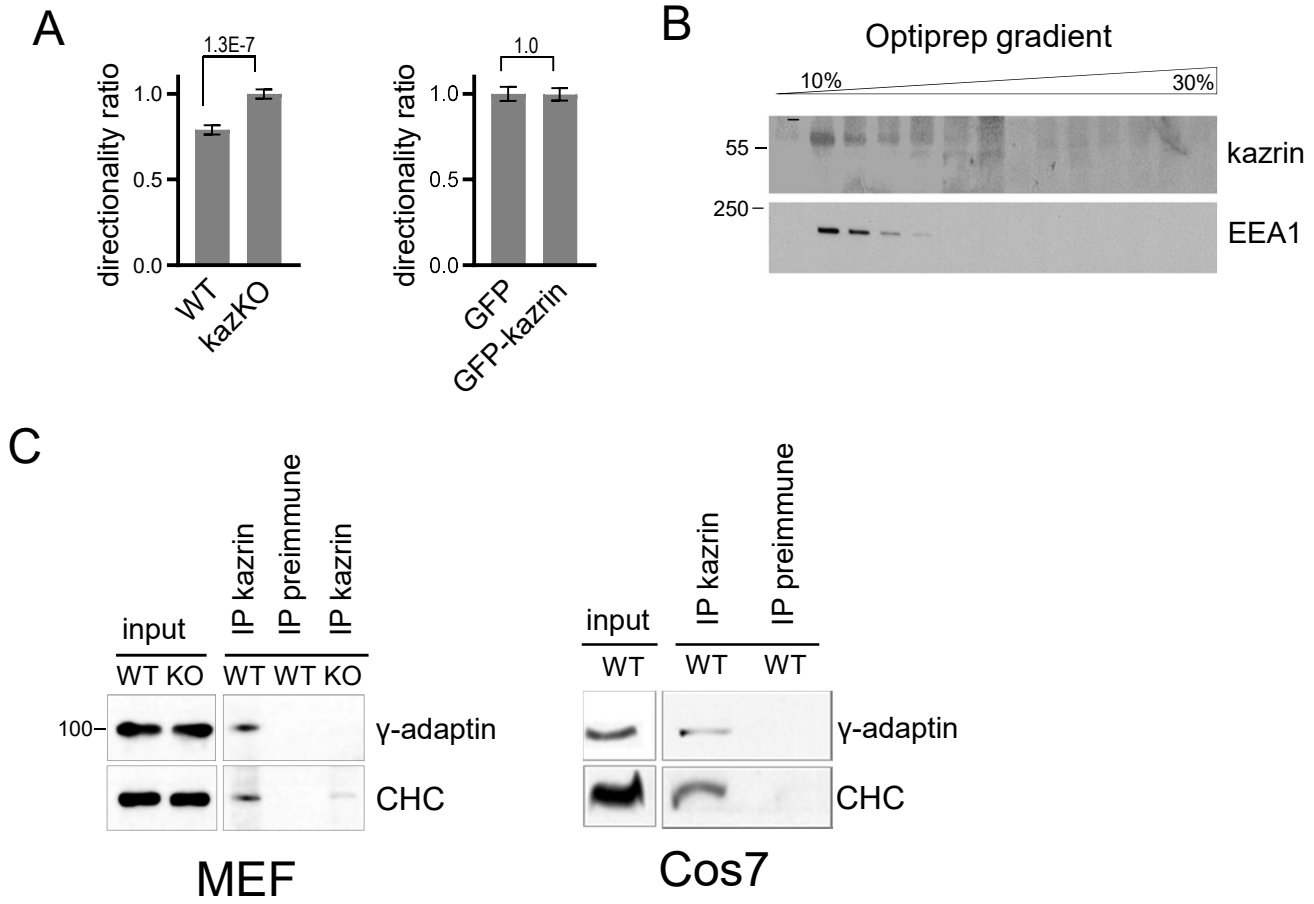 A
1.3E-7
directionality ratio
1.0
0.5
0.0
WT
kazKO
1.0
directionality ratio
1.0
0.5
0.0
GFP
GFP-kazrin
B
Optiprep gradient
10%
30%
55
kazrin
250
EEA1
C
IP kazrin
IP preimmune
IP kazrin
input
WT KO WT WT KO
100
γ-adaptin
CHC
MEF
IP kazrin
IP preimmune
input
WT WT WT
γ-adaptin
CHC
Cos7